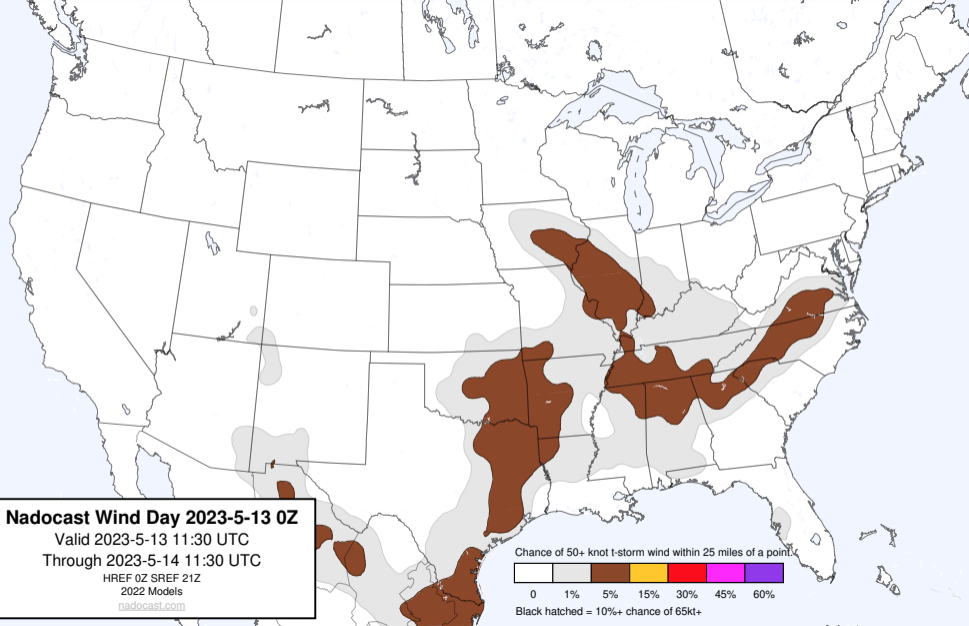 Nadocast Wind Day 2023-5-13 0Z
Valid 2023-5-13 11:30 UTC
Through 2023-5-14 11:30 UTC
HREF 0Z SREF 21Z
2022 Models
nadocast.com
Chance of 50+ knot t-storm wind within 25 miles of a point.
0 1% 5% 15% 30% 45% 60%
Black hatched = 10%+ chance of 65kt+